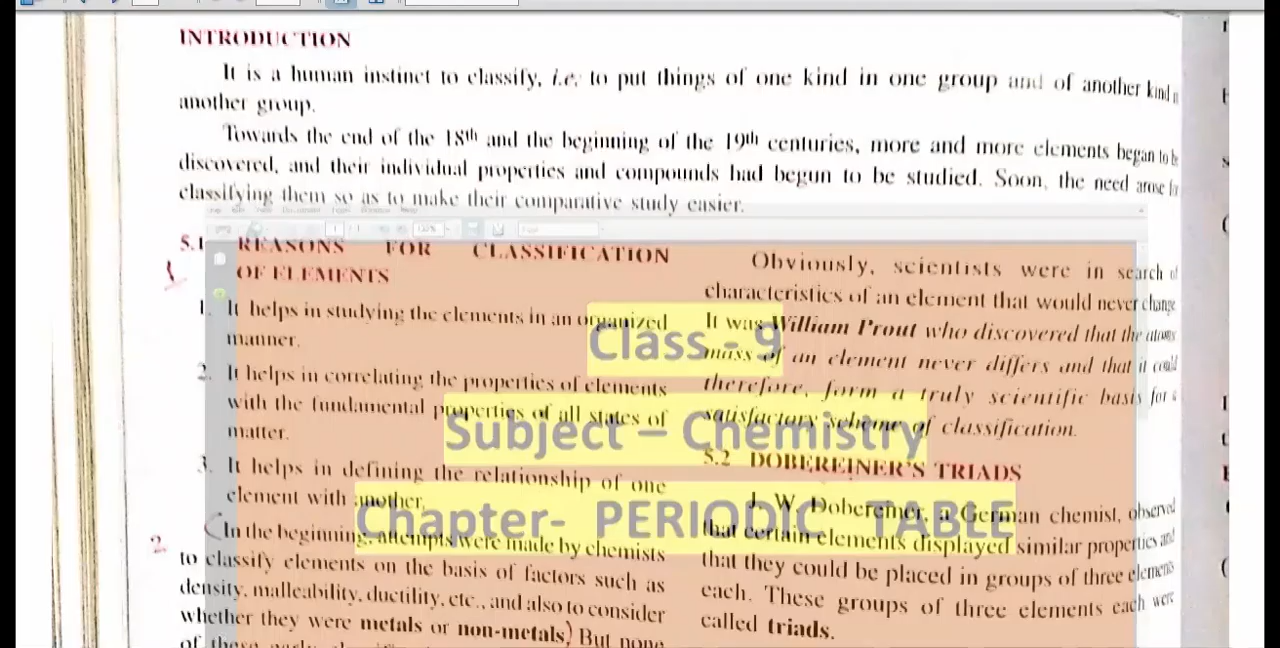 INTRODUCTION
It is a human instinct to classify, i.e. to put things of one kind in one group and of another kind
another group.
Towards the end of the 18th and the beginning of the 19th centuries, more and more elements began to be
discovered, and their individual properties and compounds had begun to be studied. Soon, the need arose for
classifying them so as to make their comparative study easier.
5.1 REASONS FOR CLASSIFICATION
OF ELEMENTS
1. It helps in studying the elements in an organized
manner.
2. It helps in correlating the properties of elements
with the fundamental properties of all states of
matter.
3. It helps in defining the relationship of one
element with another.
2. (In the beginning, attempts were made by chemists
to classify elements on the basis of factors such as
density, malleability, ductility, etc., and also to consider
whether they were metals or non-metals) But none
of these early
Obviously, scientists were in search of
characteristics of an element that would never change
It was William Prout who discovered that the atomic
mass of an element never differs and that it could
therefore, form a truly scientific basis for a
satisfactory scheme of classification.
5.2 DOBEREINER'S TRIADS
J. W. Dobereiner, a German chemist, observed
that certain elements displayed similar properties and
that they could be placed in groups of three elements
each. These groups of three elements each were
called triads.
Class - 9
Subject – Chemistry
Chapter- PERIODIC TABLE